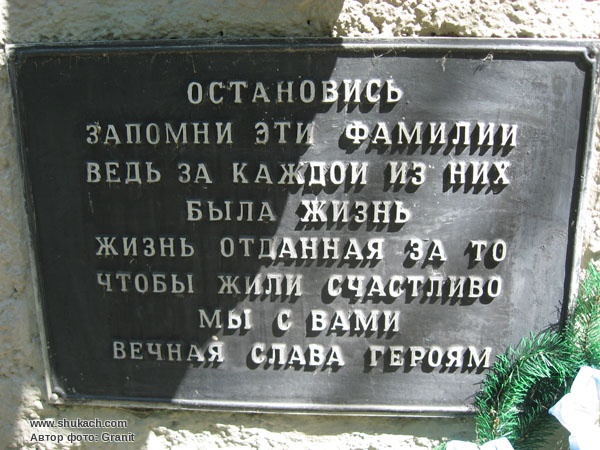 ОСТАНОВИСЬ
ЗАПОМНИ ЭТИ ФАМИЛИИ
ВЕДЬ ЗА КАЖДОИ ИЗ НИХ
БЫЛА ЖИЗНЬ
ЖИЗНЬ ОТДАННАЯ ЗА ТО
ЧТОБЫ ЖИЛИ СЧАСТЛИВО
МЫ С ВАМИ
ВЕЧНАЯ СЛАВА ГЕРОЯМ
www.shukach.com
Автор фото: Granit